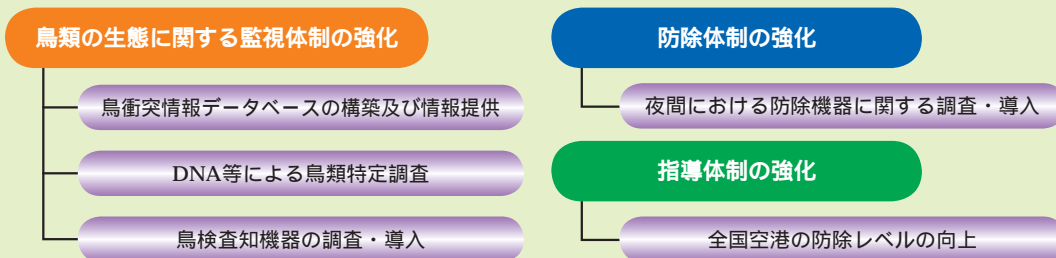 鳥類の生態に関する監視体制の強化
鳥衝突情報データベースの構築及び情報提供
DNA等による鳥類特定調査
鳥検査知機器の調査・導入
防除体制の強化
夜間における防除機器に関する調査・導入
指導体制の強化
全国空港の防除レベルの向上